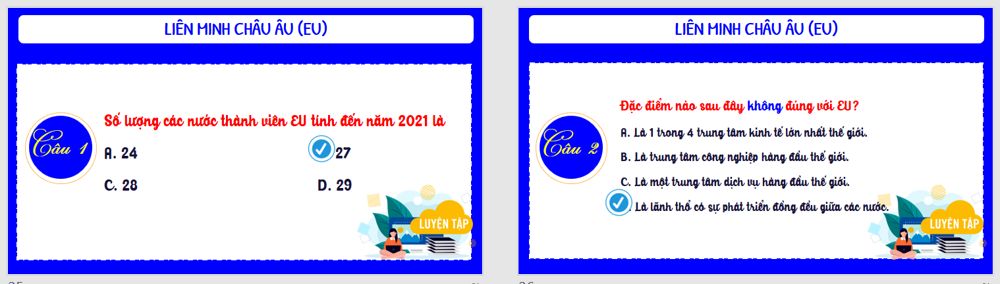 LIÊN MINH CHÂU ÂU (EU)
Câu 1
Số lượng các nước thành viên EU tính đến năm 2021 là
A. 24
27
C. 28
D. 29
LUYỆN TẬP
LIÊN MINH CHÂU ÂU (EU)
Câu 2
Đặc điểm nào sau đây không đúng với EU?
A. Là 1 trong 4 trung tâm kinh tế lớn nhất thế giới.
B. Là trung tâm công nghiệp hàng đầu thế giới.
C. Là một trung tâm dịch vụ hàng đầu thế giới.
. Là lãnh thổ có sự phát triển đồng đều giữa các nước.
LUYỆN TẬP